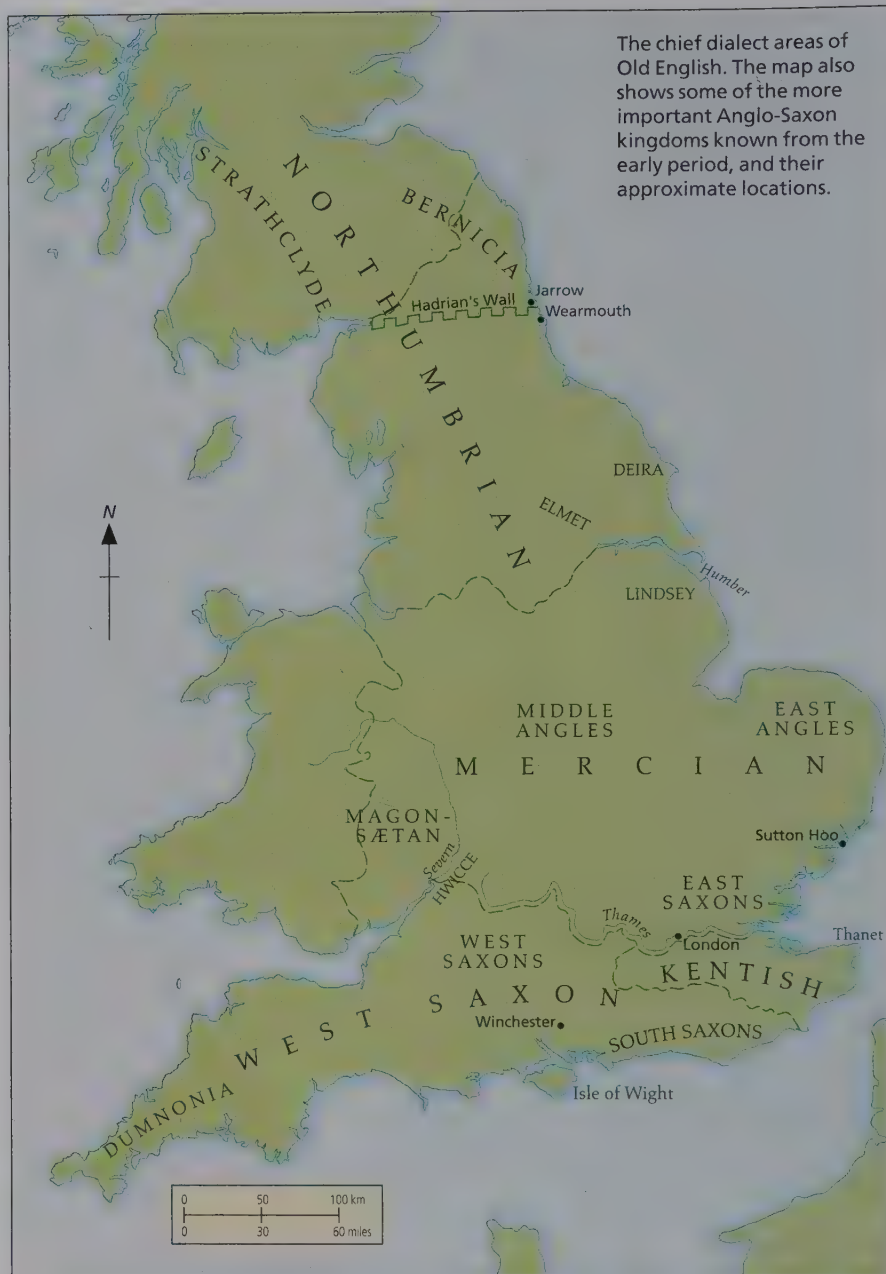 The chief dialect areas of
Old English. The map also
shows some of the more
important Anglo-Saxon
kingdoms known from the
early period, and their
approximate locations.
STRATHCLYDE
NORTHUMBRIAN
BERNICIA
Jarrow
Hadrian's Wall
Wearmouth
DEIRA
ELMET
N
Humber
LINDSEY
MIDDLE
ANGLES
EAST
ANGLES
MERCIAN
MAGON-
SÆTAN
Sutton Hoo
Severn
HWICCE
EAST
SAXONS
Thames
London
Thanet
WEST
SAXONS
KENTISH
WEST SAXON
Winchester
SOUTH SAXONS
Isle of Wight
DUMNONIA
0 50 100 km
0 30 60 miles